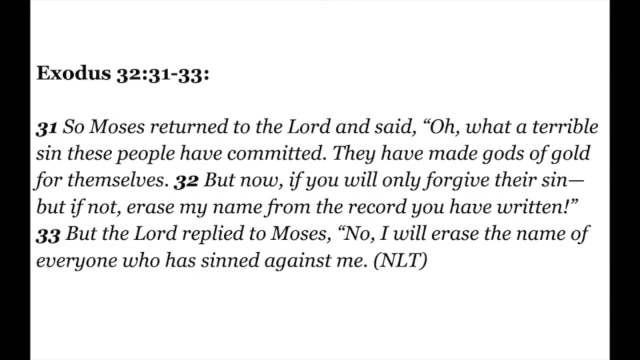 Exodus 32:31-33:
31 So Moses returned to the Lord and said, “Oh, what a terrible
sin these people have committed. They have made gods of gold
for themselves. 32 But now, if you will only forgive their sin—
but if not, erase my name from the record you have written!”
33 But the Lord replied to Moses, “No, I will erase the name of
everyone who has sinned against me. (NLT)